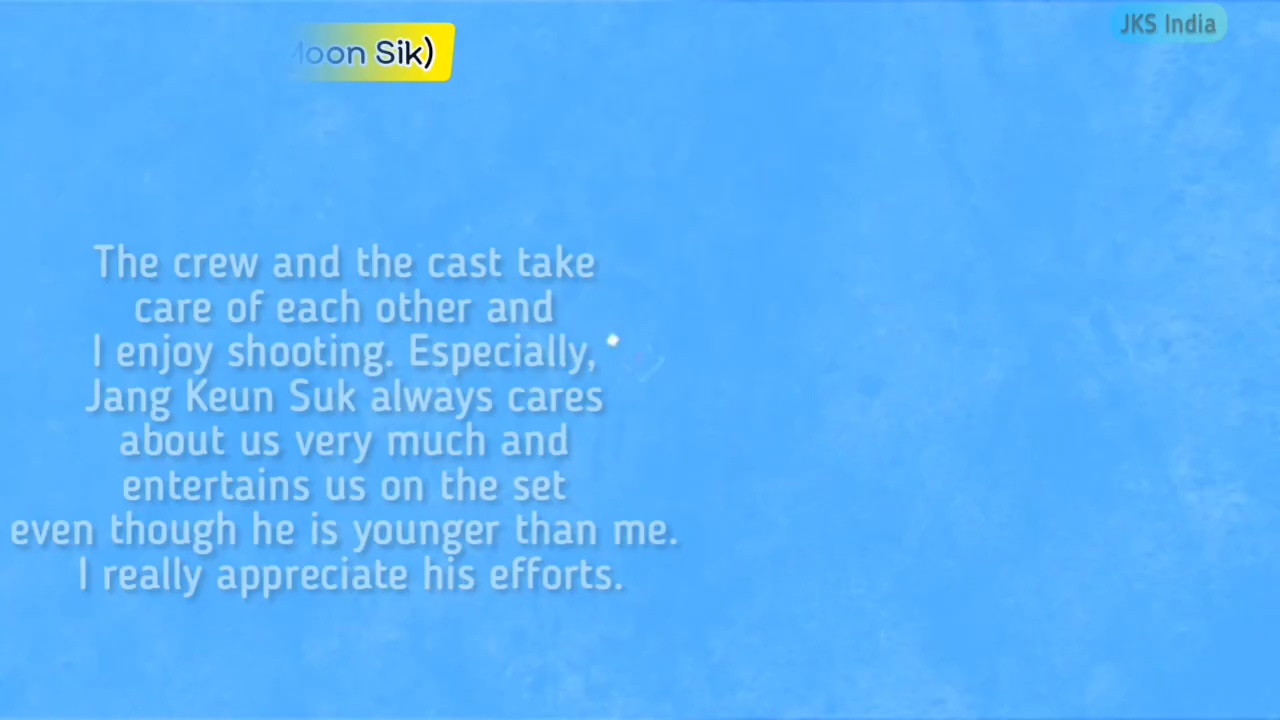 Moon Sik)
JKS India
The crew and the cast take
care of each other and
I enjoy shooting. Especially,
Jang Keun Suk always cares
about us very much and
entertains us on the set
even though he is younger than me.
I really appreciate his efforts.